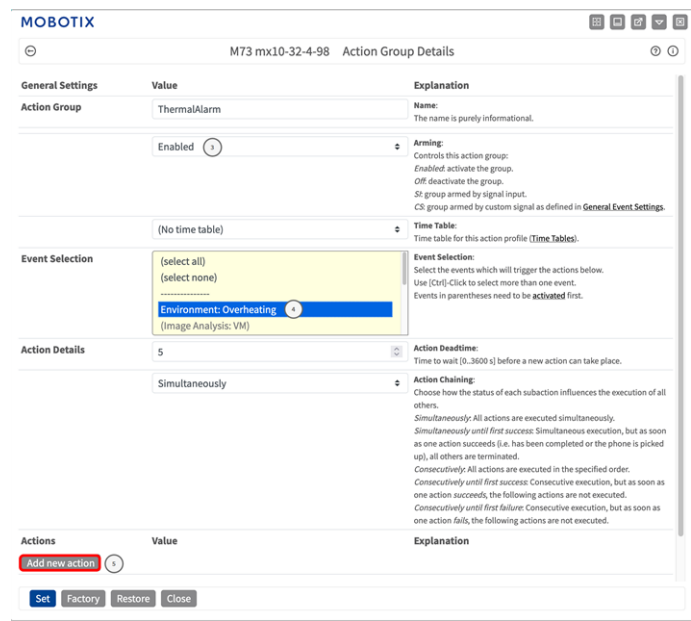 MOBOTIX
M73 mx10-32-4-98 Action Group Details
General Settings Value Explanation
Action Group ThermalAlarm Name:
The name is purely informational.
Enabled 3 Arming:
Controls this action group:
Enabled: activate the group.
Off: deactivate the group.
SI: group armed by signal input.
CS: group armed by custom signal as defined in General Event Settings.
(No time table) Time Table:
Time table for this action profile (Time Tables).
Event Selection (select all) Event Selection:
(select none) Select the events which will trigger the actions below.
Use [Ctrl]-Click to select more than one event.
---------------
Environment: Overheating 4 Events in parentheses need to be activated first.
(Image Analysis: VM)
Action Details 5 Action Deadtime:
Time to wait [0..3600 s] before a new action can take place.
Simultaneously Action Chaining:
Choose how the status of each subaction influences the execution of all
others.
Simultaneously: All actions are executed simultaneously.
Simultaneously until first success: Simultaneous execution, but as soon
as one action succeeds (i.e. has been completed or the phone is picked
up), all others are terminated.
Consecutively: All actions are executed in the specified order.
Consecutively until first success: Consecutive execution, but as soon as
one action succeeds, the following actions are not executed.
Consecutively until first failure: Consecutive execution, but as soon as
one action fails, the following actions are not executed.
Actions Value Explanation
Add new action 5
Set Factory Restore Close